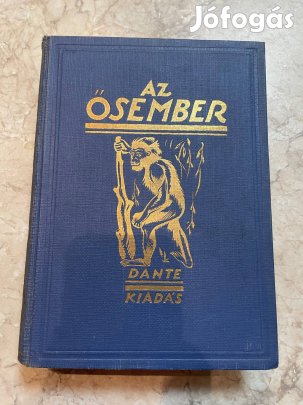 Jófogás
AZ
ŐSEMBER
DANTE
KIADÁS